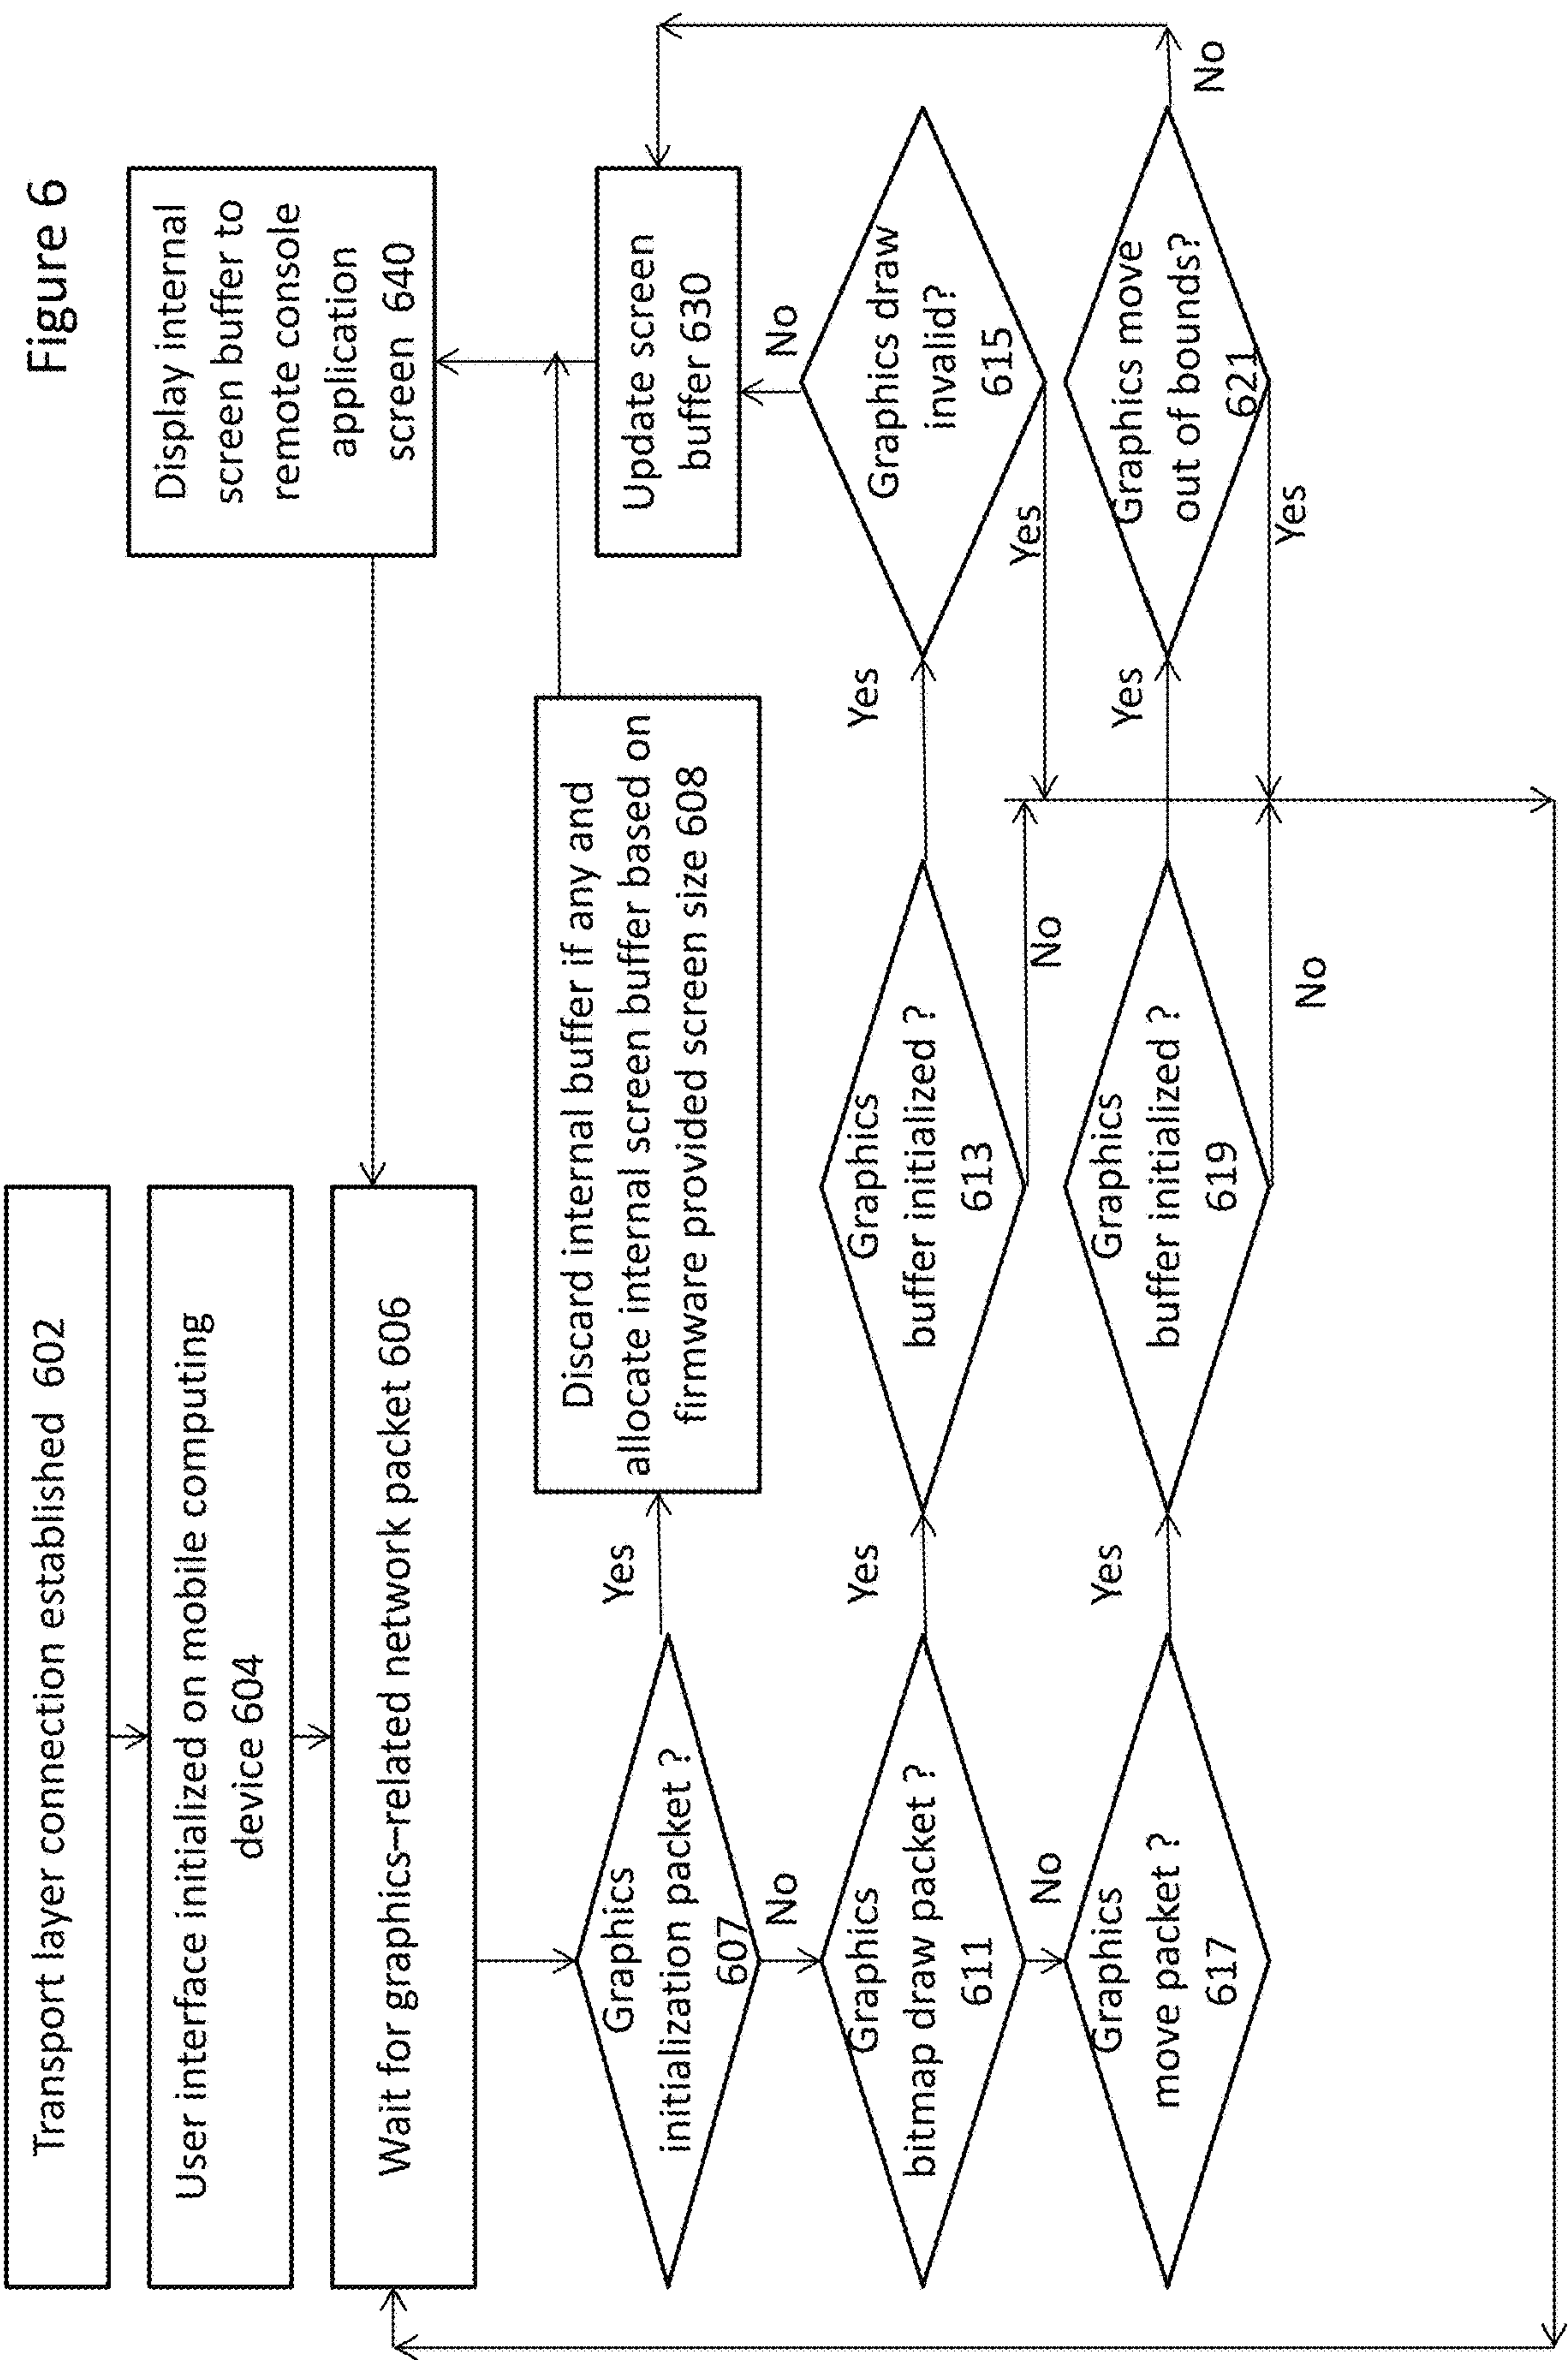 Figure 6
Transport layer connection established 602
User interface initialized on mobile computing
device 604
Wait for graphics–related network packet 606
Display internal
screen buffer to
remote console
application
screen 640
Graphics
initialization packet ?
607
Yes
No
Discard internal buffer if any and
allocate internal screen buffer based on
firmware provided screen size 608
Update screen
buffer 630
Graphics
bitmap draw packet ?
611
Yes
No
Graphics
buffer initialized ?
613
Yes
No
Graphics draw
invalid?
615
No
Yes
Graphics
move packet ?
617
Yes
Graphics
buffer initialized ?
619
Yes
No
Graphics move
out of bounds?
621
No
Yes